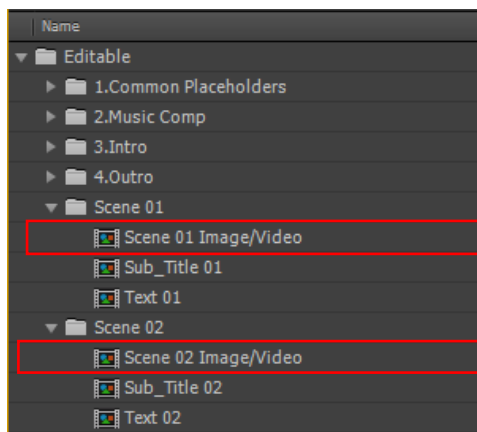 Name
Editable
1.Common Placeholders
2.Music Comp
3.Intro
4.Outro
Scene 01
Scene 01 Image/Video
Sub_Title 01
Text 01
Scene 02
Scene 02 Image/Video
Sub_Title 02
Text 02